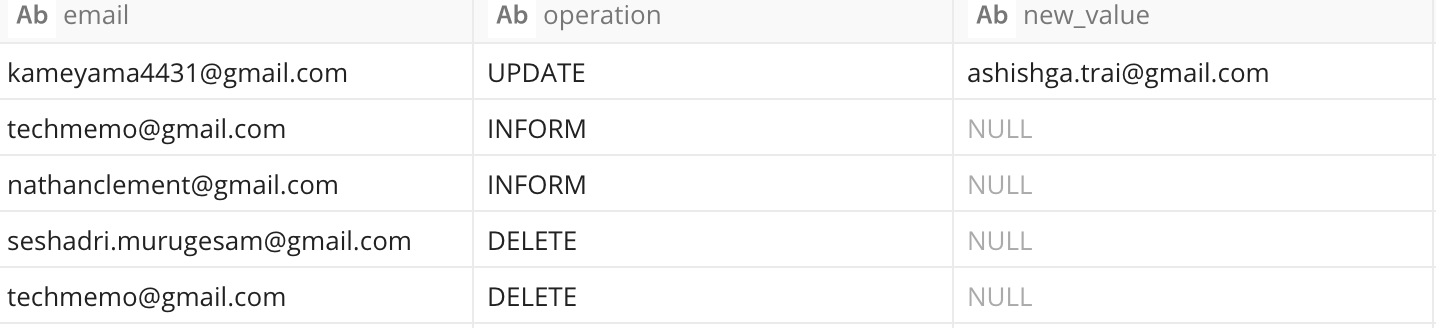 Ab email Ab operation Ab new_value
kameyama4431@gmail.com UPDATE ashishga.trai@gmail.com
techmemo@gmail.com INFORM NULL
nathanclement@gmail.com INFORM NULL
seshadri.murugesam@gmail.com DELETE NULL
techmemo@gmail.com DELETE NULL